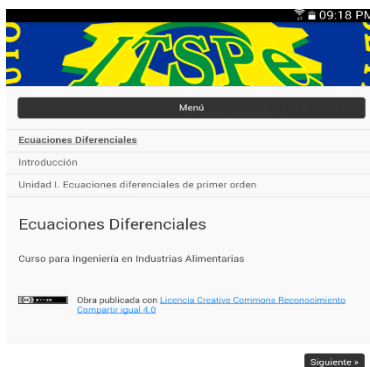 09:18 PM
ITSPe
Menú
Ecuaciones Diferenciales
Introducción
Unidad I. Ecuaciones diferenciales de primer orden
Ecuaciones Diferenciales
Curso para Ingeniería en Industrias Alimentarias
Obra publicada con Licencia Creative Commons Reconocimiento
Compartir igual 4.0
Siguiente »